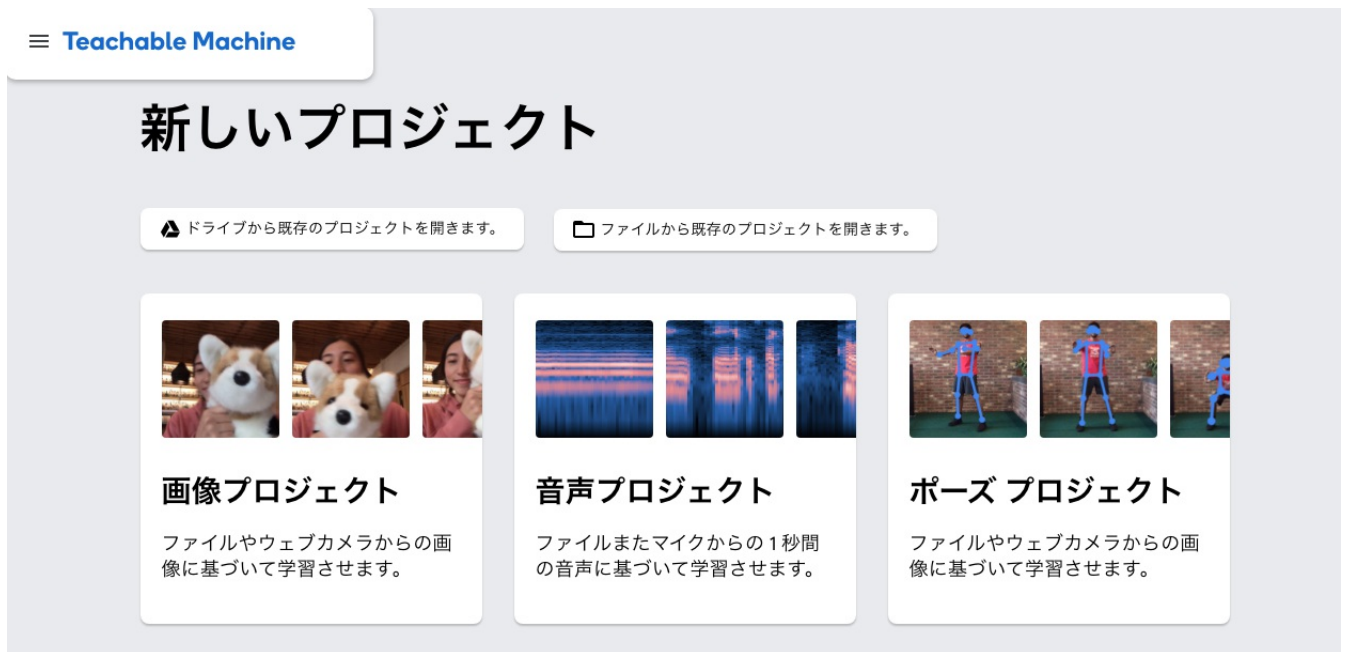 Teachable Machine
新しいプロジェクト
ドライブから既存のプロジェクトを開きます。
ファイルから既存のプロジェクトを開きます。
画像プロジェクト
ファイルやウェブカメラからの画
像に基づいて学習させます。
音声プロジェクト
ファイルまたマイクからの1秒間
の音声に基づいて学習させます。
ポーズ プロジェクト
ファイルやウェブカメラからの画
像に基づいて学習させます。